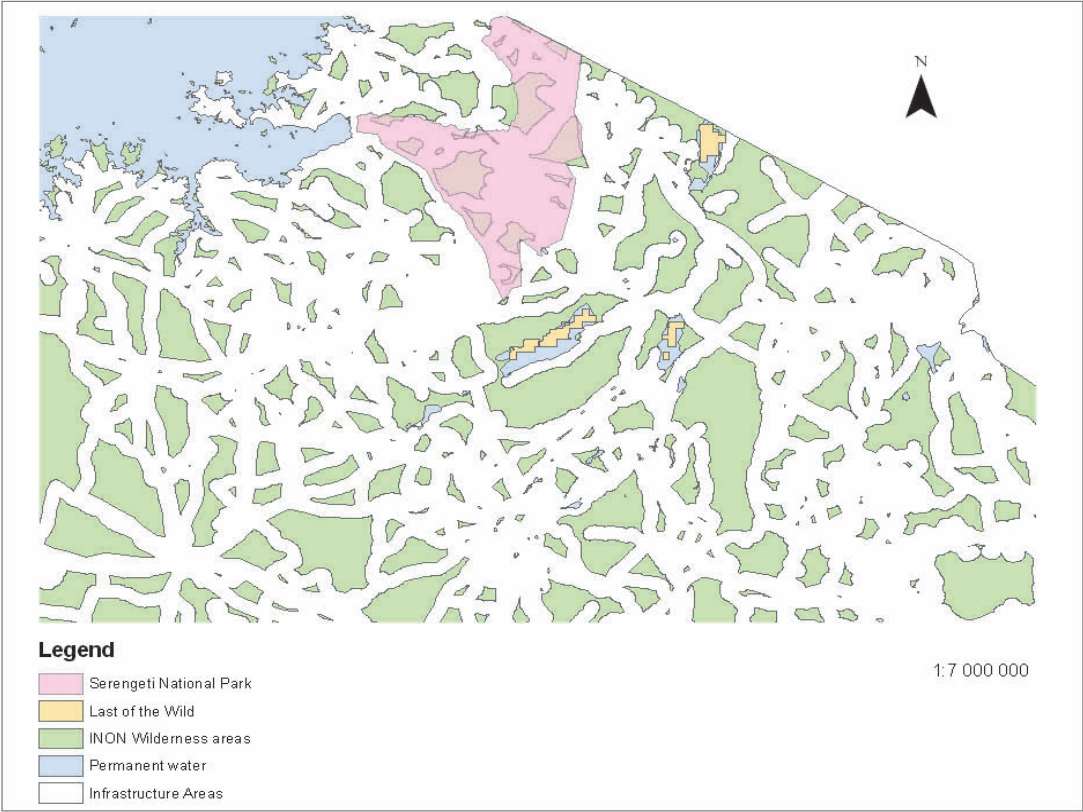 N
Legend
Serengeti National Park
Last of the Wild
INON Wilderness areas
Permanent water
Infrastructure Areas
1:7 000 000